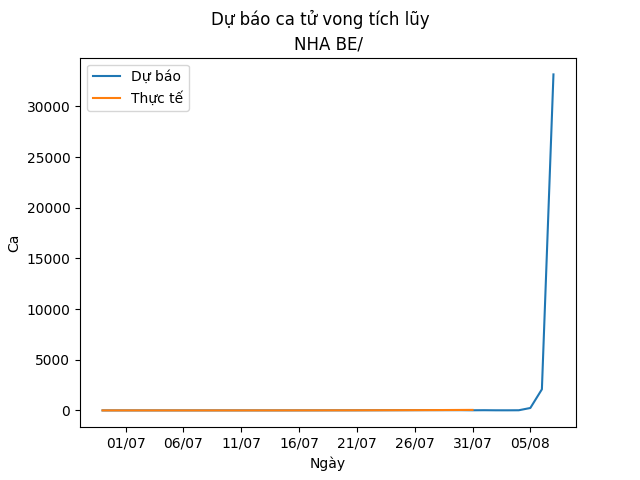 Dự báo ca tử vong tích lũy
NHA BE/
Dự báo
Thực tế
30000
25000
20000
15000
10000
5000
0
Ca
01/07 06/07 11/07 16/07 21/07 26/07 31/07 05/08
Ngày